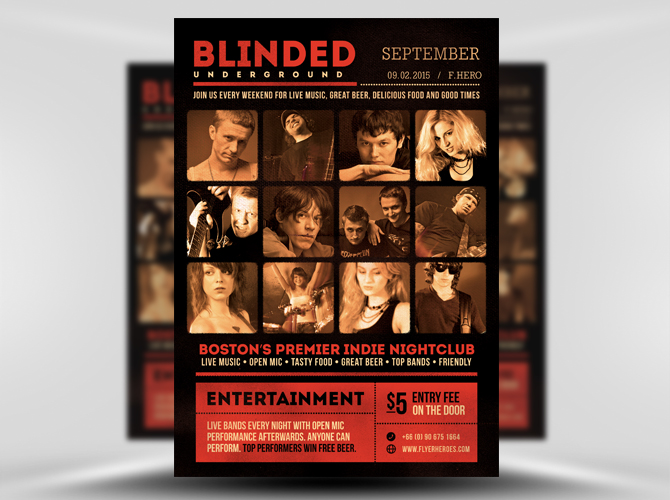 BLINDED
UNDERGROUND
SEPTEMBER
09.02.2015 / F.HERO
JOIN US EVERY WEEKEND FOR LIVE MUSIC, GREAT BEER, DELICIOUS FOOD AND GOOD TIMES
BOSTON'S PREMIER INDIE NIGHTCLUB
LIVE MUSIC • OPEN MIC • TASTY FOOD • GREAT BEER • TOP BANDS • FRIENDLY
ENTERTAINMENT
LIVE BANDS EVERY NIGHT WITH OPEN MIC
PERFORMANCE AFTERWARDS. ANYONE CAN
PERFORM. TOP PERFORMERS WIN FREE BEER.
$5 ENTRY FEE
ON THE DOOR
+66 (0) 90 675 1664
WWW.FLYERHEROES.COM